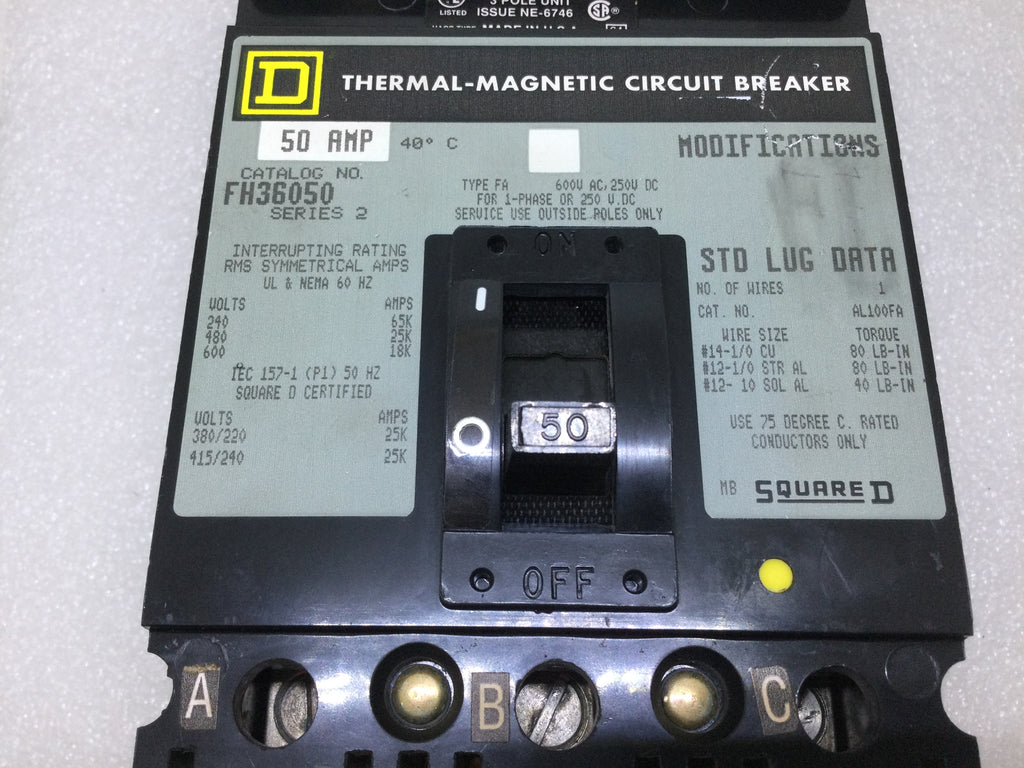 LISTED
3 POLE UNIT
ISSUE NE-6746
MADE IN U.S.A.
D THERMAL-MAGNETIC CIRCUIT BREAKER
50 AMP 40° C
CATALOG NO.
FH36050
SERIES 2
TYPE FA 600V AC, 250V DC
FOR 1-PHASE OR 250 V.DC
SERVICE USE OUTSIDE POLES ONLY
MODIFICATIONS
INTERRUPTING RATING
RMS SYMMETRICAL AMPS
UL & NEMA 60 HZ
VOLTS AMPS
240 65K
480 25K
600 18K
IEC 157-1 (P1) 50 HZ
SQUARE D CERTIFIED
VOLTS AMPS
380/220 25K
415/240 25K
ON
50
OFF
STD LUG DATA
NO. OF WIRES 1
CAT. NO. AL100FA
WIRE SIZE TORQUE
#14-1/0 CU 80 LB-IN
#12-1/0 STR AL 80 LB-IN
#12- 10 SOL AL 40 LB-IN
USE 75 DEGREE C. RATED
CONDUCTORS ONLY
MB SQUARE D
A B C